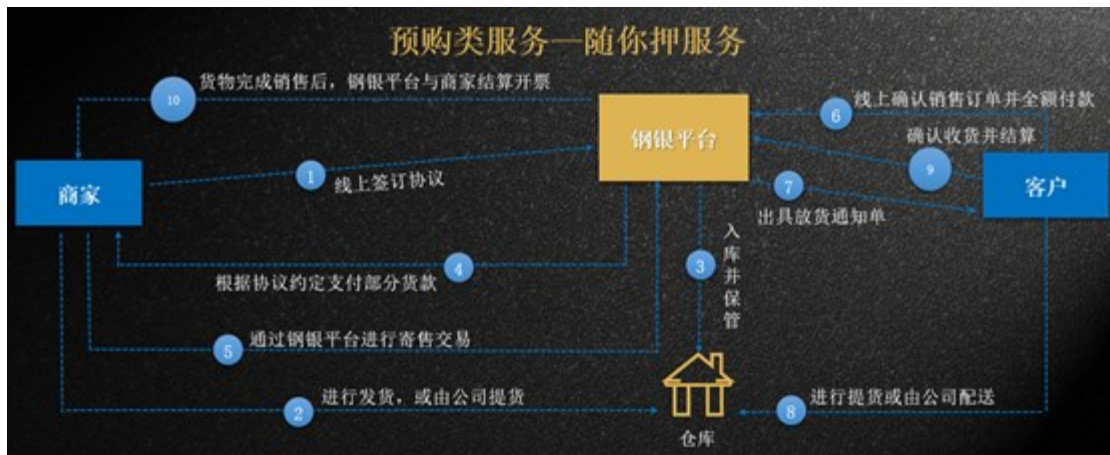 预购类服务—随你押服务
10
货物完成销售后，钢银平台与商家结算开票
钢银平台
6
线上确认销售订单并全额付款
确认收货并结算
9
商家
1
线上签订协议
7
出具放货通知单
客户
4
根据协议约定支付部分货款
3
入库并保管
5
通过钢银平台进行寄售交易
2
进行发货，或由公司提货
仓库
8
进行提货或由公司配送